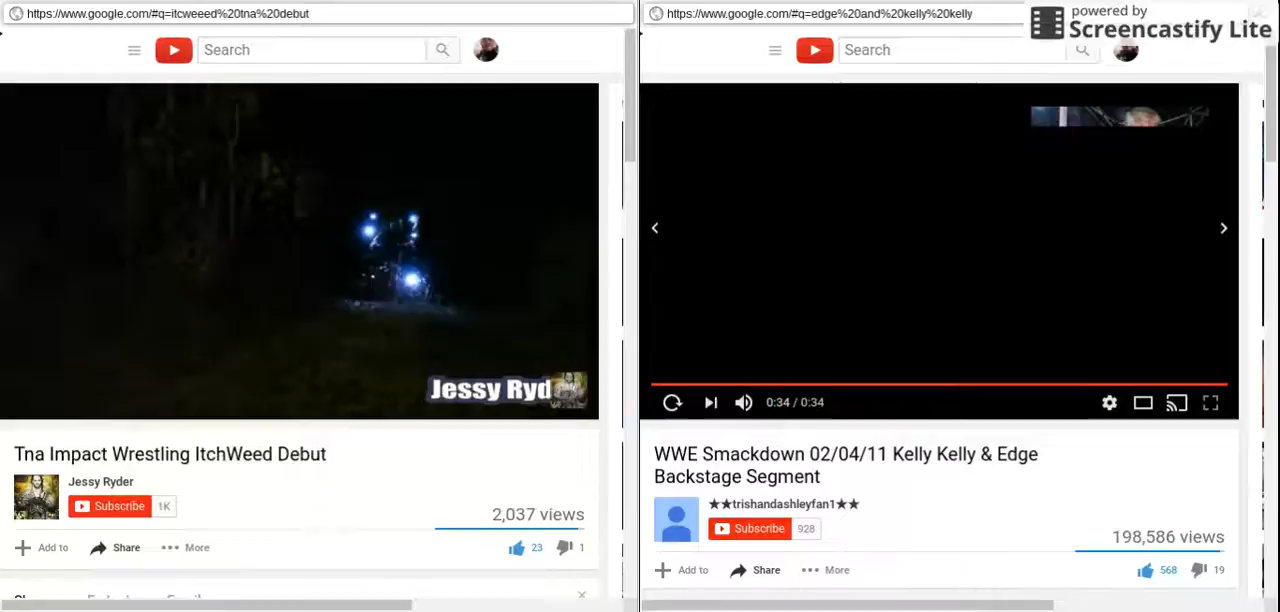 https://www.google.com/#q=itcweeed%20tna%20debut
Search
Jessy Ryd
Tna Impact Wrestling ItchWeed Debut
Jessy Ryder
Subscribe 1K
2,037 views
Add to Share More 23 1
https://www.google.com/#q=edge%20and%20kelly%20kelly
powered by
Screencastify Lite
Search
0:34 / 0:34
WWE Smackdown 02/04/11 Kelly Kelly & Edge
Backstage Segment
★★trishandashleyfan1★★
Subscribe 928
198,586 views
Add to Share More 568 19